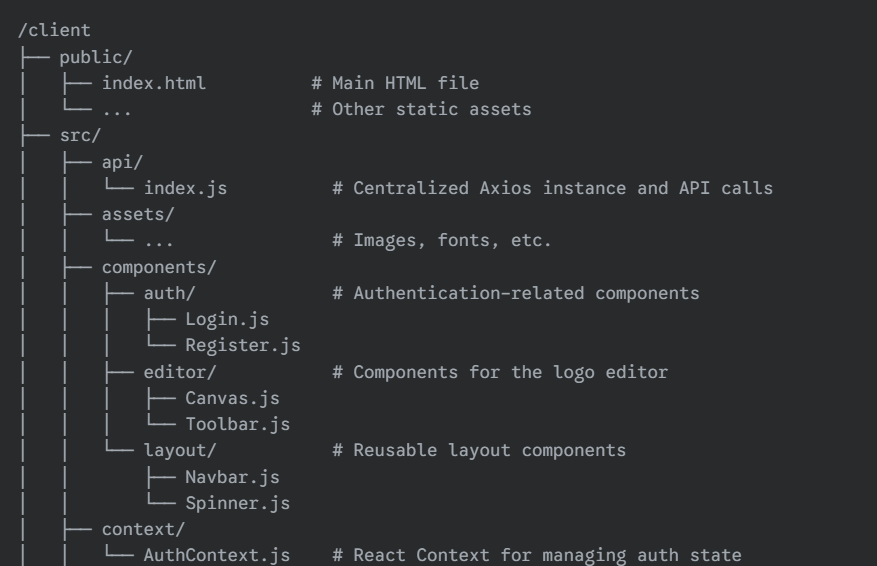 /client
├── public/
│   ├── index.html          # Main HTML file
│   └── ...                 # Other static assets
├── src/
│   ├── api/
│   │   └── index.js          # Centralized Axios instance and API calls
│   ├── assets/
│   │   └── ...               # Images, fonts, etc.
│   ├── components/
│   │   ├── auth/             # Authentication-related components
│   │   │   ├── Login.js
│   │   │   └── Register.js
│   │   ├── editor/           # Components for the logo editor
│   │   │   ├── Canvas.js
│   │   │   └── Toolbar.js
│   │   └── layout/           # Reusable layout components
│   │       ├── Navbar.js
│   │       └── Spinner.js
│   ├── context/
│   │   └── AuthContext.js    # React Context for managing auth state